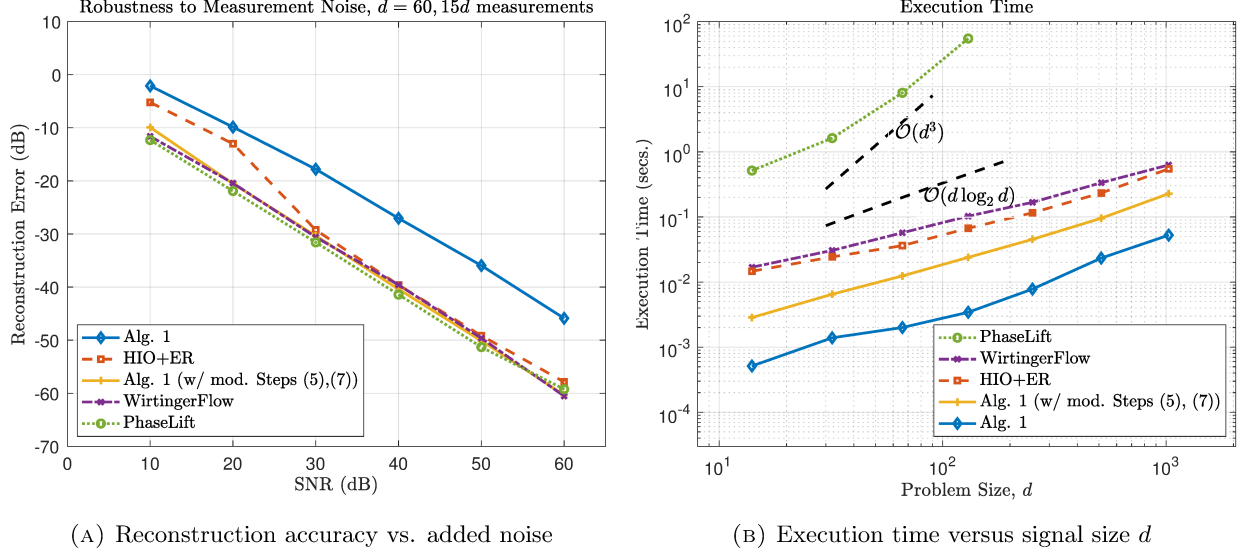 Robustness to Measurement Noise, d = 60, 15d measurements
Reconstruction Error (dB)
10
0
-10
-20
-30
-40
-50
-60
-70
Alg. 1
HIO+ER
Alg. 1 (w/ mod. Steps (5),(7))
WirtingerFlow
PhaseLift
0 10 20 30 40 50 60
SNR (dB)
(A) Reconstruction accuracy vs. added noise
Execution Time
Execution Time (secs.)
10^2
10^1
10^0
10^-1
10^-2
10^-3
10^-4
O(d^3)
O(d log_2 d)
PhaseLift
WirtingerFlow
HIO+ER
Alg. 1 (w/ mod. Steps (5), (7))
Alg. 1
10^1 10^2 10^3
Problem Size, d
(B) Execution time versus signal size d